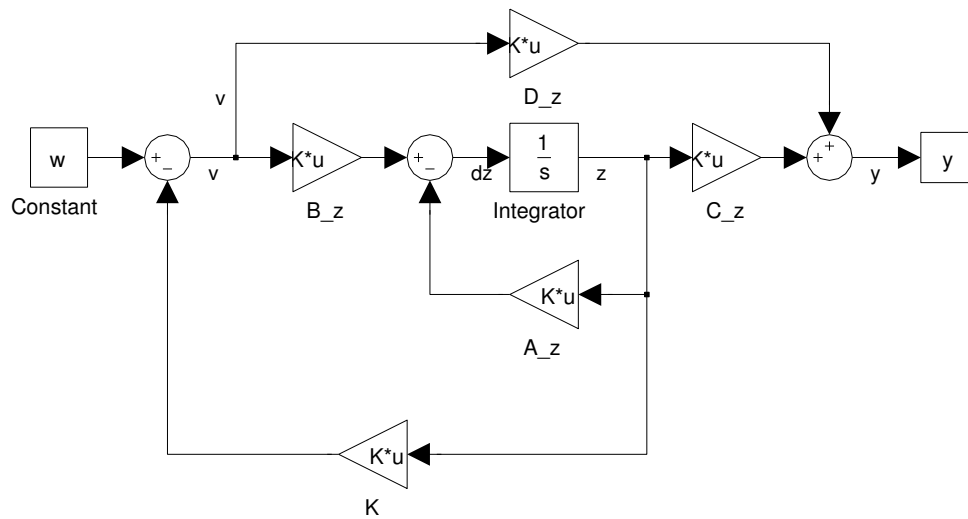 K*u
D_z
v
w
Constant
+
−
v
K*u
B_z
+
−
dz
1
s
Integrator
z
K*u
C_z
+
+
y
y
K*u
A_z
K*u
K